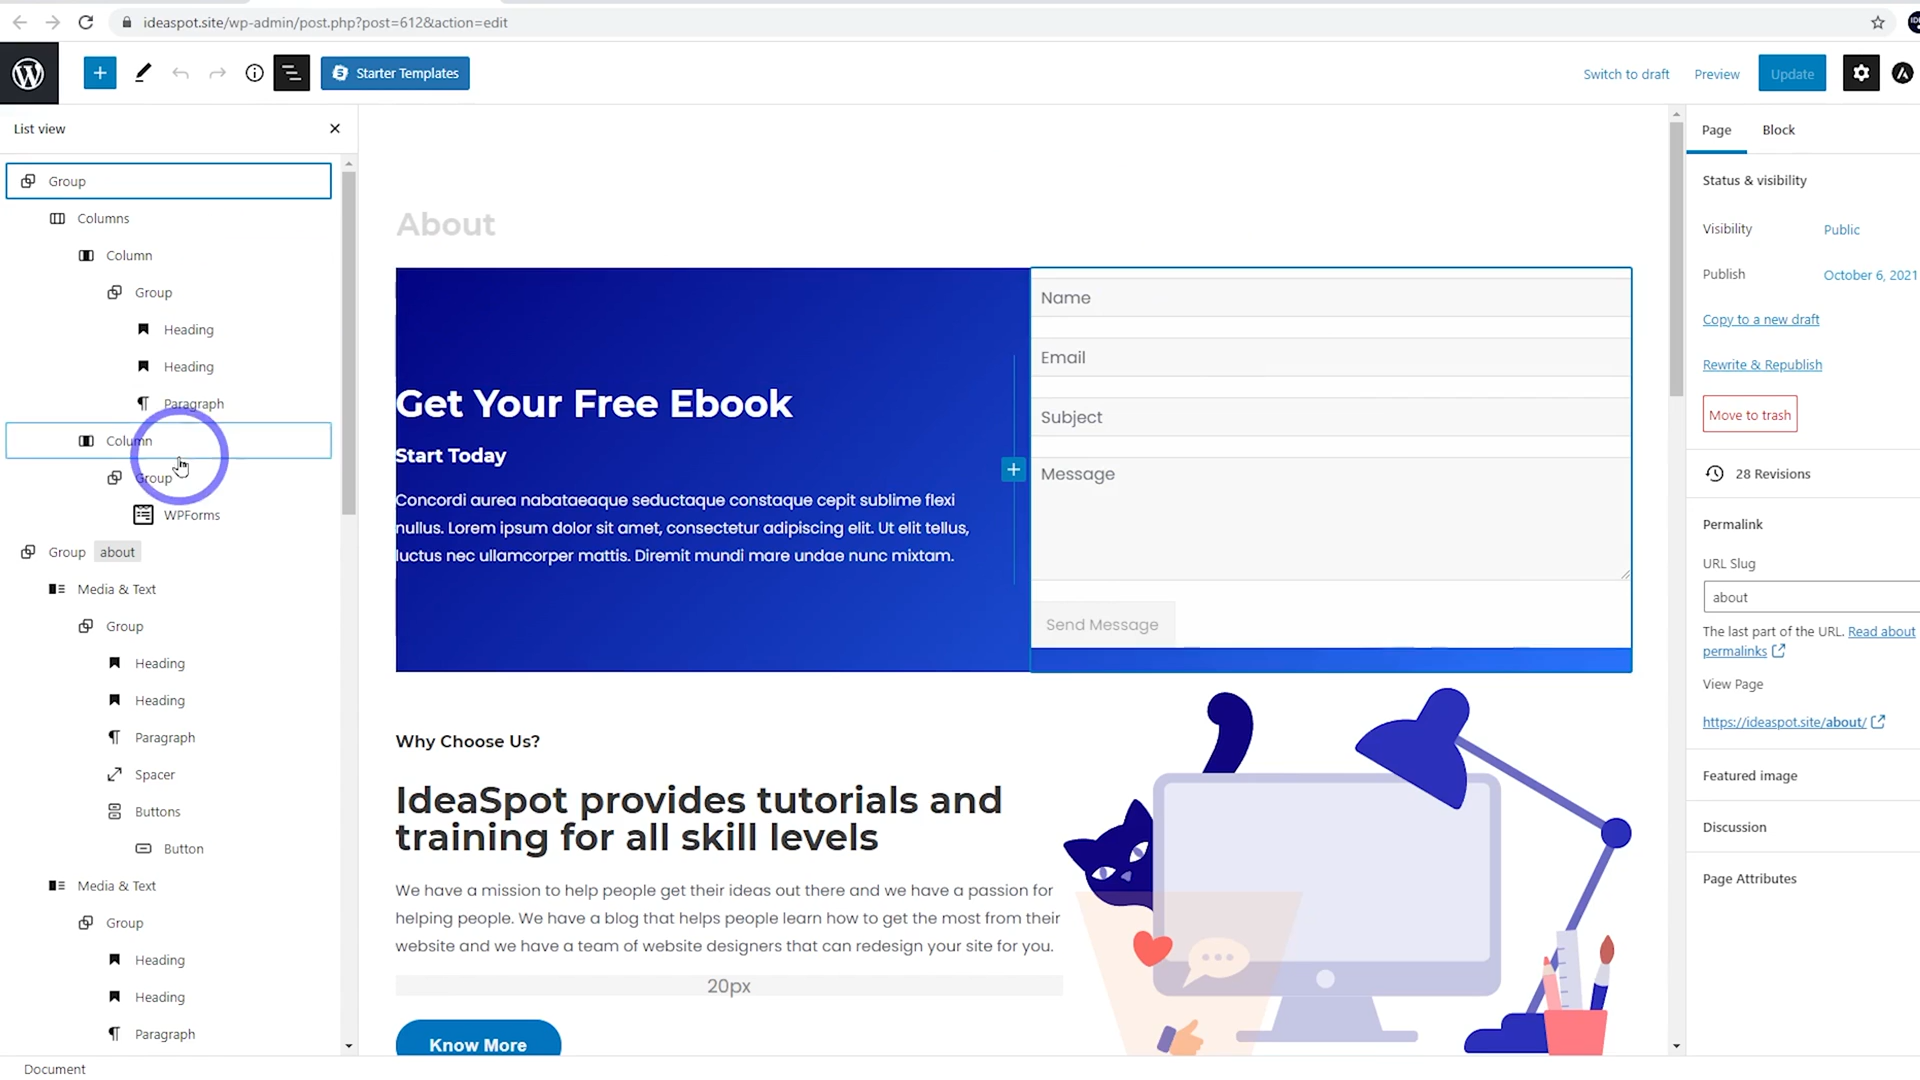 ideaspot.site/wp-admin/post.php?post=612&action=edit
Starter Templates
Switch to draft
Preview
Update
List view
Group
Columns
Column
Group
Heading
Heading
Paragraph
Column
Group
WPForms
Group about
Media & Text
Group
Heading
Heading
Paragraph
Spacer
Buttons
Button
Media & Text
Group
Heading
Heading
Paragraph
Document
About
Get Your Free Ebook
Start Today
Concordi aurea nabataeaque seductaque constaque cepit sublime flexi
nullus. Lorem ipsum dolor sit amet, consectetur adipiscing elit. Ut elit tellus,
luctus nec ullamcorper mattis. Diremit mundi mare undae nunc mixtam.
Name
Email
Subject
Message
Send Message
Why Choose Us?
IdeaSpot provides tutorials and
training for all skill levels
We have a mission to help people get their ideas out there and we have a passion for
helping people. We have a blog that helps people learn how to get the most from their
website and we have a team of website designers that can redesign your site for you.
20px
Know More
Page
Block
Status & visibility
Visibility
Public
Publish
October 6, 2021
Copy to a new draft
Rewrite & Republish
Move to trash
28 Revisions
Permalink
URL Slug
about
The last part of the URL. Read about
permalinks
View Page
https://ideaspot.site/about/
Featured image
Discussion
Page Attributes